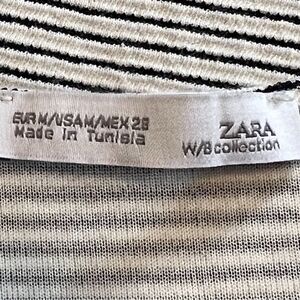 EUR M/USA M/MEX 28
Made in Tunisia
ZARA
W/B collection